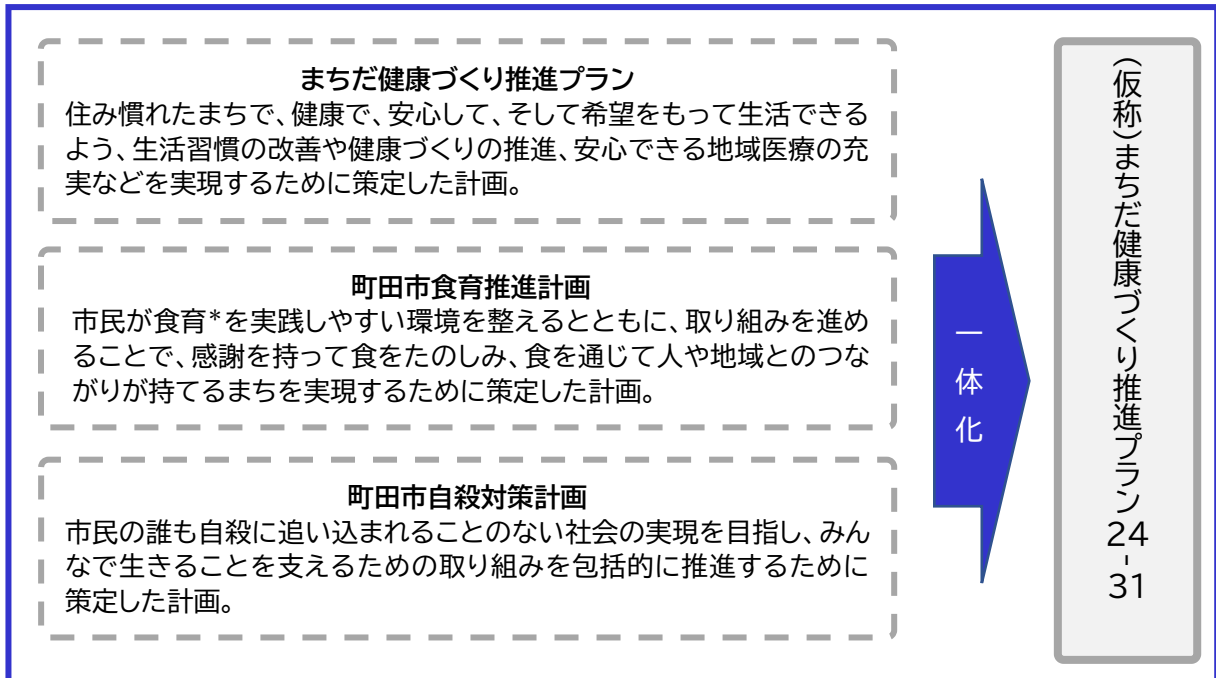 まちだ健康づくり推進プラン
住み慣れたまちで、健康で、安心して、そして希望をもって生活できる
よう、生活習慣の改善や健康づくりの推進、安心できる地域医療の充
実などを実現するために策定した計画。
町田市食育推進計画
市民が食育*を実践しやすい環境を整えるとともに、取り組みを進め
ることで、感謝を持って食をたのしみ、食を通じて人や地域とのつな
がりが持てるまちを実現するために策定した計画。
町田市自殺対策計画
市民の誰も自殺に追い込まれることのない社会の実現を目指し、みん
なで生きることを支えるための取り組みを包括的に推進するために
策定した計画。
一体化
(仮称)まちだ健康づくり推進プラン24-31